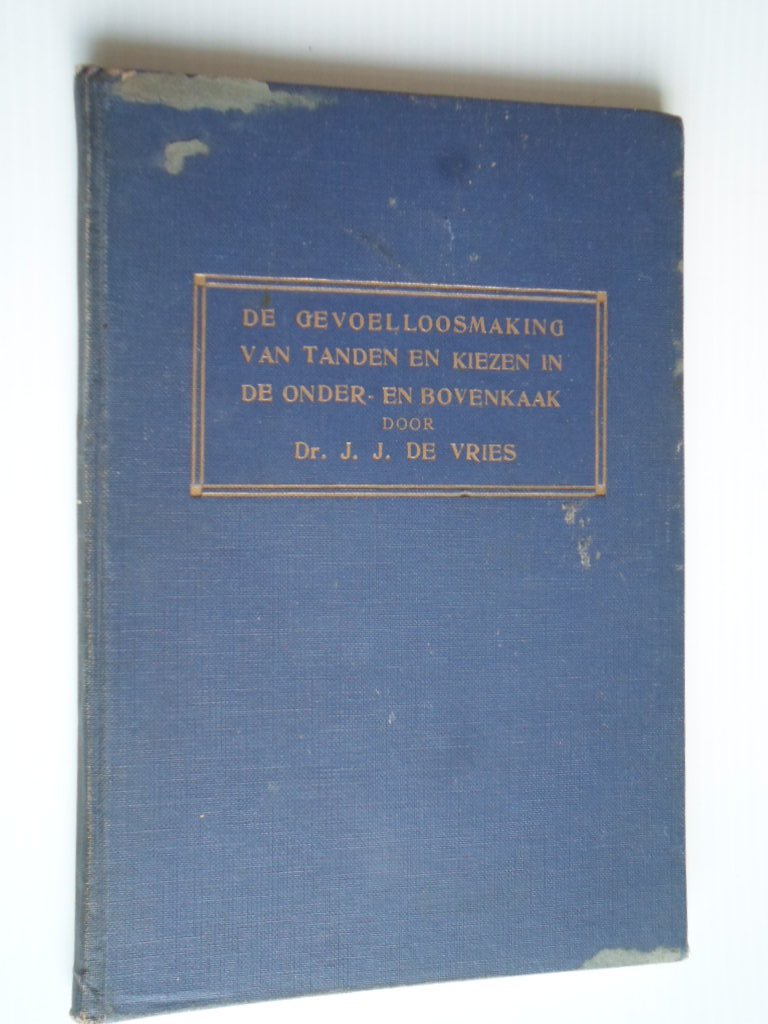 DE GEVOELLOOSMAKING
VAN TANDEN EN KIEZEN IN
DE ONDER- EN BOVENKAAK
DOOR
Dr. J. J. DE VRIES